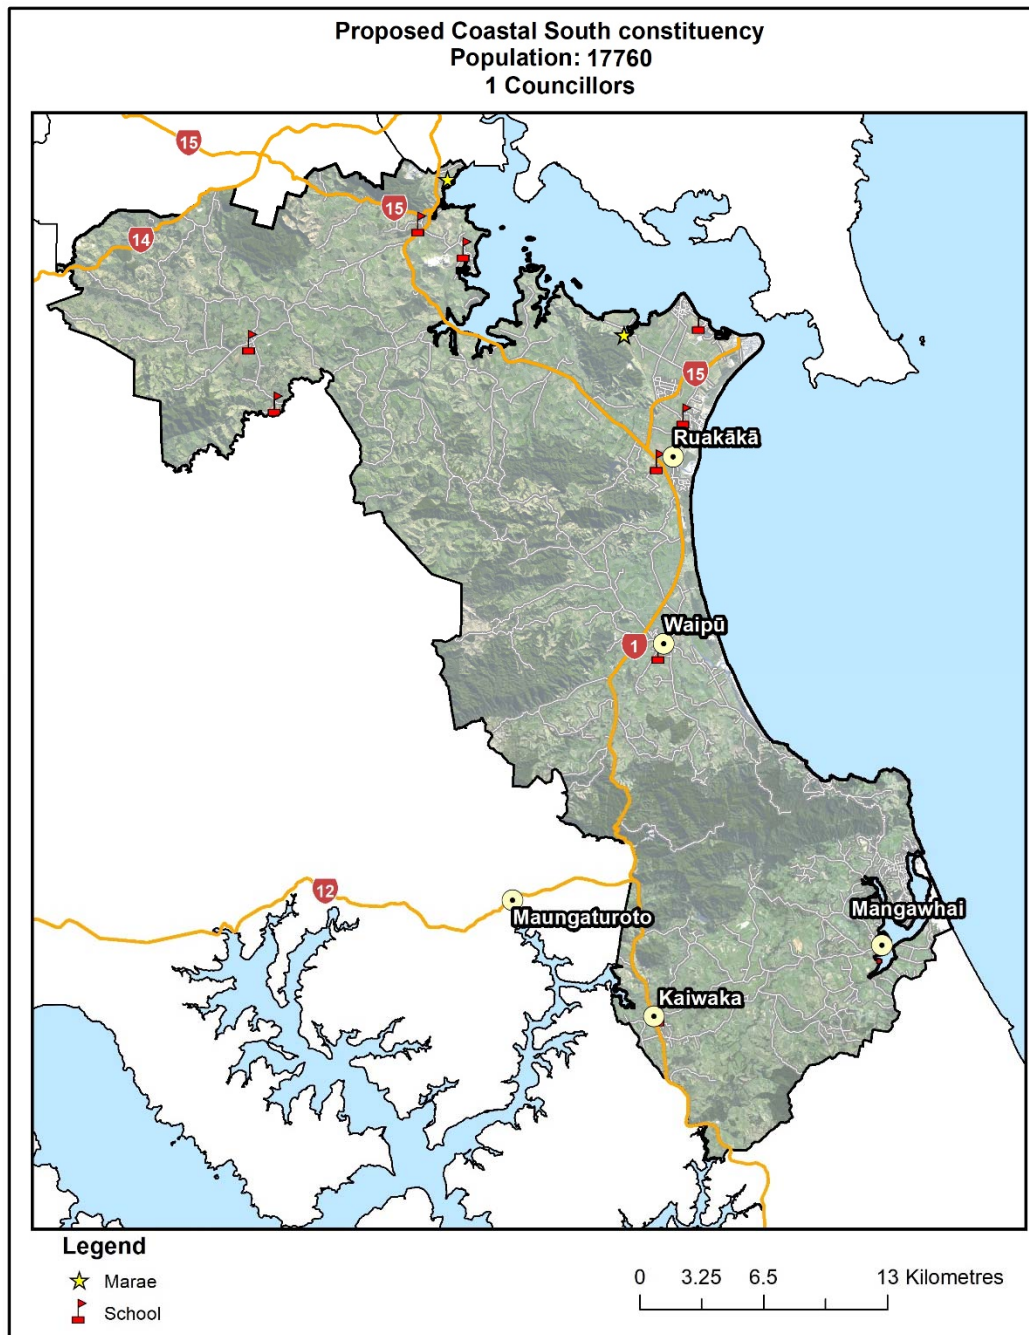 Proposed Coastal South constituency
Population: 17760
1 Councillors
15
15
14
15
Ruakākā
Waipū
1
12
Maungaturoto
Mangawhai
Kaiwaka
Legend
Marae
School
0 3.25 6.5 13 Kilometres